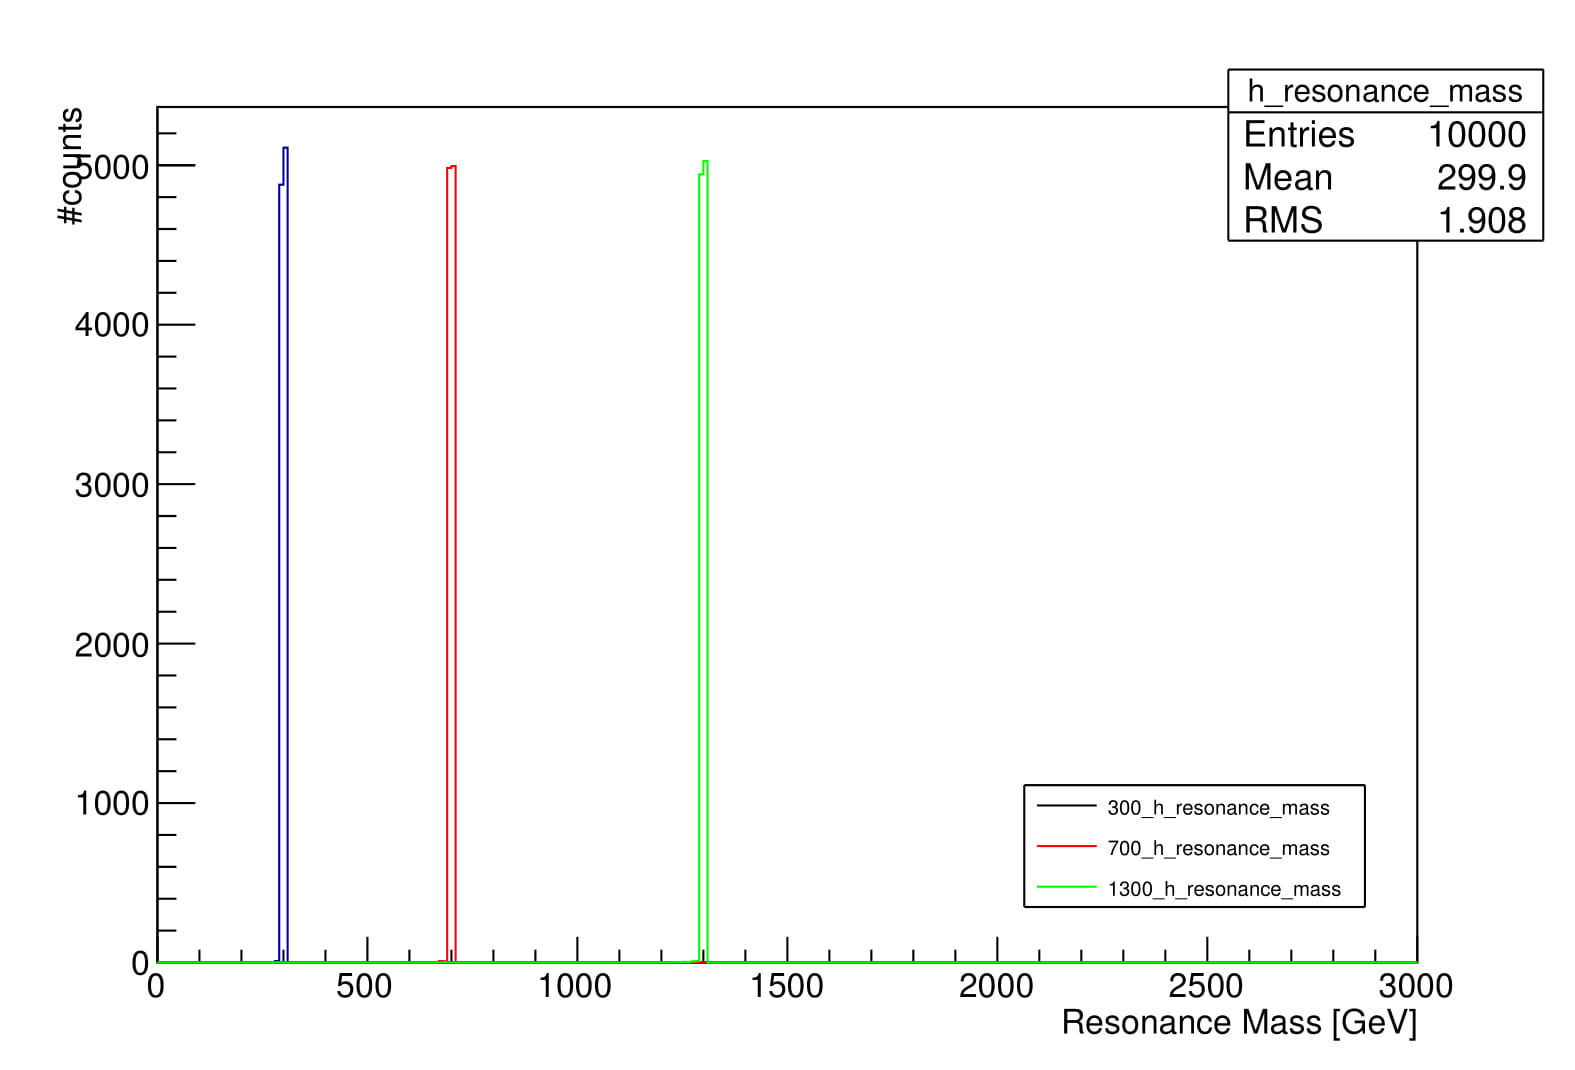 h_resonance_mass
Entries 10000
Mean 299.9
RMS 1.908
#counts
5000
4000
3000
2000
1000
0
300_h_resonance_mass
700_h_resonance_mass
1300_h_resonance_mass
0 500 1000 1500 2000 2500 3000
Resonance Mass [GeV]